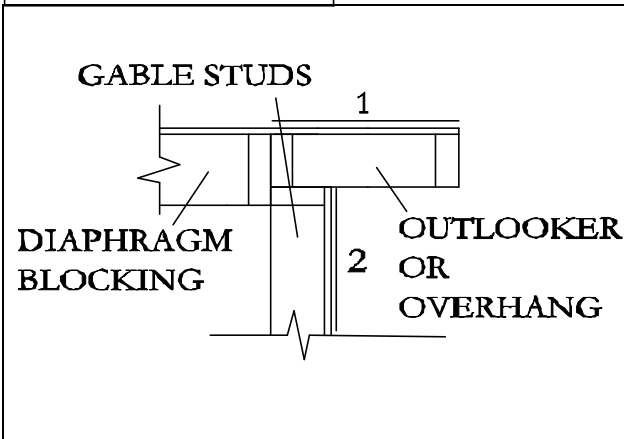 GABLE STUDS
1
DIAPHRAGM
BLOCKING
2
OUTLOOKER
OR
OVERHANG